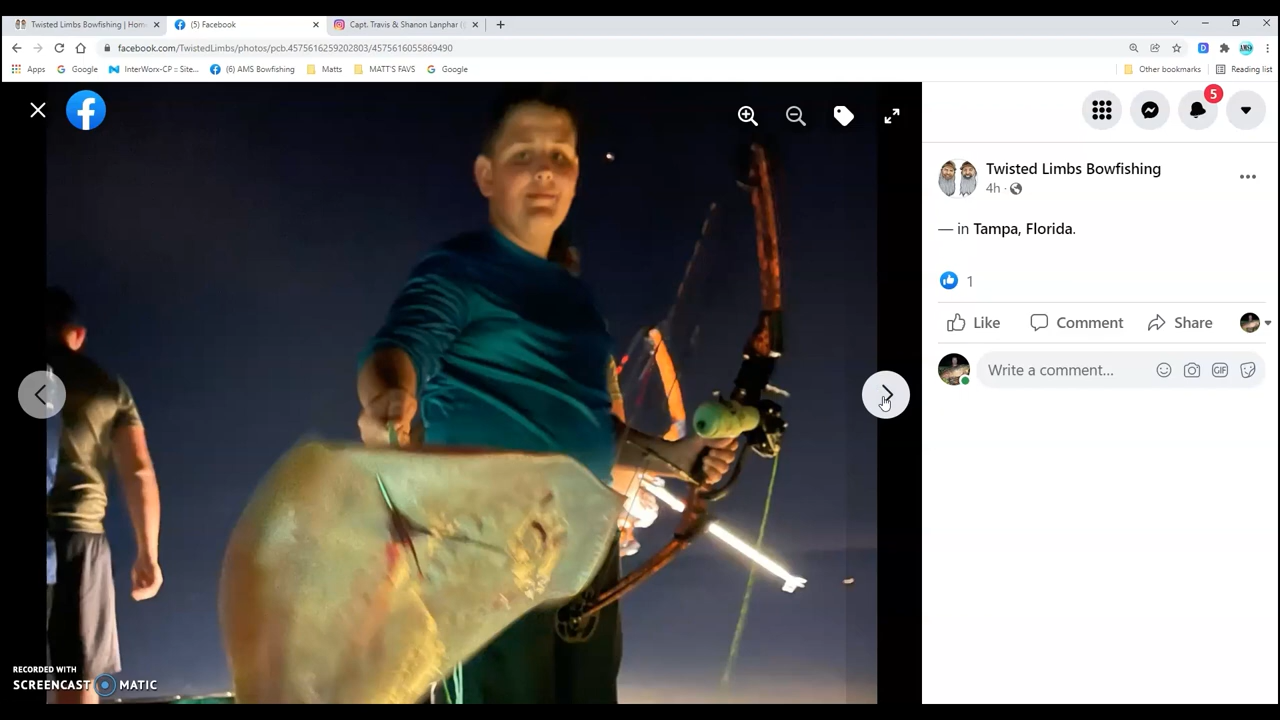 Twisted Limbs Bowfishing | Hom
(5) Facebook
Capt. Travis & Shanon Lanphar |
facebook.com/TwistedLimbs/photos/pcb.4575616259202803/4575616055869490
Apps
Google
InterWorx-CP :: Site...
(6) AMS Bowfishing
Matts
MATT'S FAVS
Google
Other bookmarks
Reading list
5
Twisted Limbs Bowfishing
4h
— in Tampa, Florida.
1
Like
Comment
Share
Write a comment...
GIF
RECORDED WITH
SCREENCAST MATIC